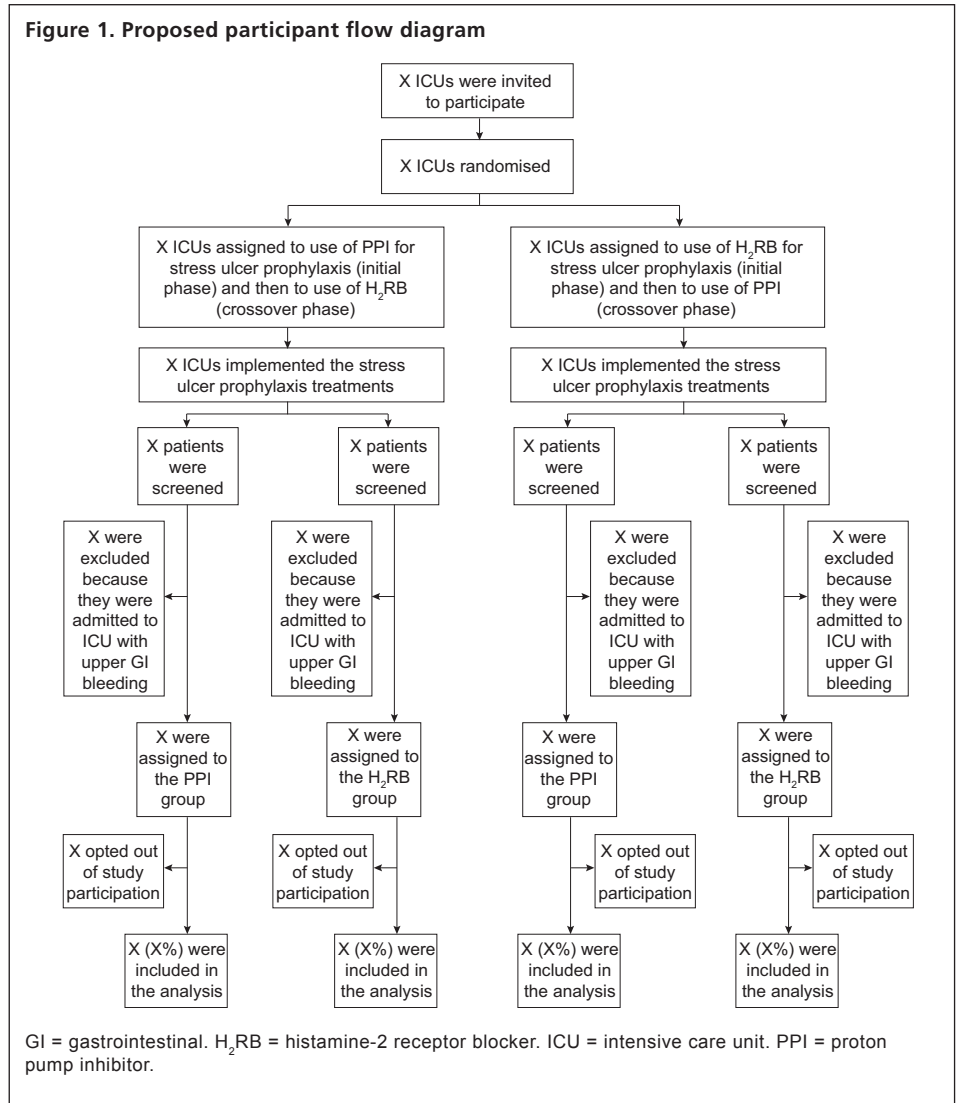 Figure 1. Proposed participant flow diagram
X ICUs were invited
to participate
X ICUs randomised
X ICUs assigned to use of PPI for
stress ulcer prophylaxis (initial
phase) and then to use of H₂RB
(crossover phase)
X ICUs assigned to use of H₂RB for
stress ulcer prophylaxis (initial
phase) and then to use of PPI
(crossover phase)
X ICUs implemented the stress
ulcer prophylaxis treatments
X ICUs implemented the stress
ulcer prophylaxis treatments
X patients
were
screened
X patients
were
screened
X patients
were
screened
X patients
were
screened
X were
excluded
because
they were
admitted to
ICU with
upper GI
bleeding
X were
excluded
because
they were
admitted to
ICU with
upper GI
bleeding
X were
excluded
because
they were
admitted to
ICU with
upper GI
bleeding
X were
excluded
because
they were
admitted to
ICU with
upper GI
bleeding
X were
assigned to
the PPI
group
X were
assigned to
the H₂RB
group
X were
assigned to
the PPI
group
X were
assigned to
the H₂RB
group
X opted out
of study
participation
X opted out
of study
participation
X opted out
of study
participation
X opted out
of study
participation
X (X%) were
included in
the analysis
X (X%) were
included in
the analysis
X (X%) were
included in
the analysis
X (X%) were
included in
the analysis
GI = gastrointestinal. H₂RB = histamine-2 receptor blocker. ICU = intensive care unit. PPI = proton
pump inhibitor.